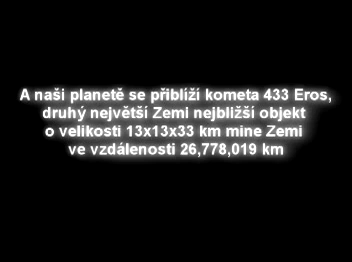 A naši planetě se přiblíží kometa 433 Eros,
druhý největší Zemi nejbližší objekt
o velikosti 13x13x33 km mine Zemi
ve vzdálenosti 26,778,019 km